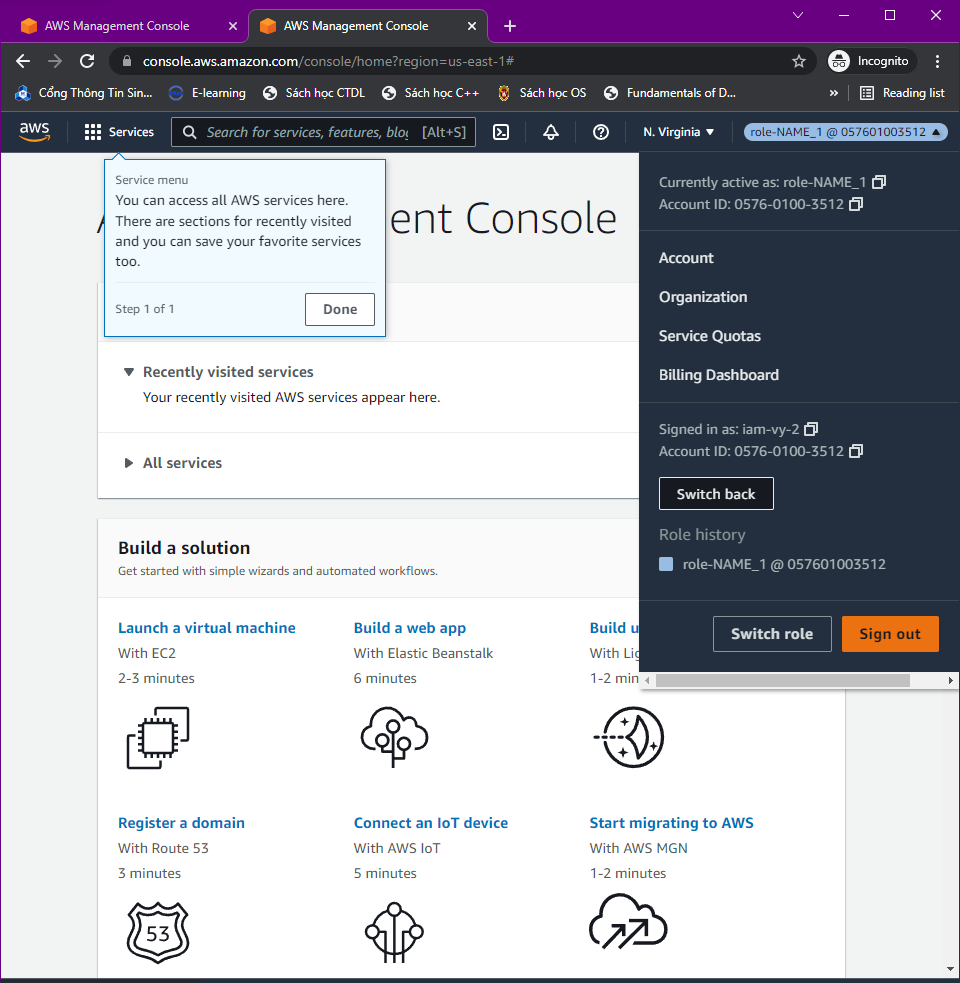 AWS Management Console
AWS Management Console
console.aws.amazon.com/console/home?region=us-east-1#
Incognito
Cổng Thông Tin Sin...
E-learning
Sách học CTDL
Sách học C++
Sách học OS
Fundamentals of D...
»
Reading list
aws
Services
Search for services, features, blo
[Alt+S]
N. Virginia
role-NAME_1 @ 057601003512
Service menu
You can access all AWS services here.
There are sections for recently visited
and you can save your favorite services
too.
Step 1 of 1
Done
ent Console
Recently visited services
Your recently visited AWS services appear here.
All services
Build a solution
Get started with simple wizards and automated workflows.
Launch a virtual machine
With EC2
2-3 minutes
Build a web app
With Elastic Beanstalk
6 minutes
Build u
With Lig
1-2 min
Register a domain
With Route 53
3 minutes
53
Connect an IoT device
With AWS IoT
5 minutes
Start migrating to AWS
With AWS MGN
1-2 minutes
Currently active as: role-NAME_1
Account ID: 0576-0100-3512
Account
Organization
Service Quotas
Billing Dashboard
Signed in as: iam-vy-2
Account ID: 0576-0100-3512
Switch back
Role history
role-NAME_1 @ 057601003512
Switch role
Sign out